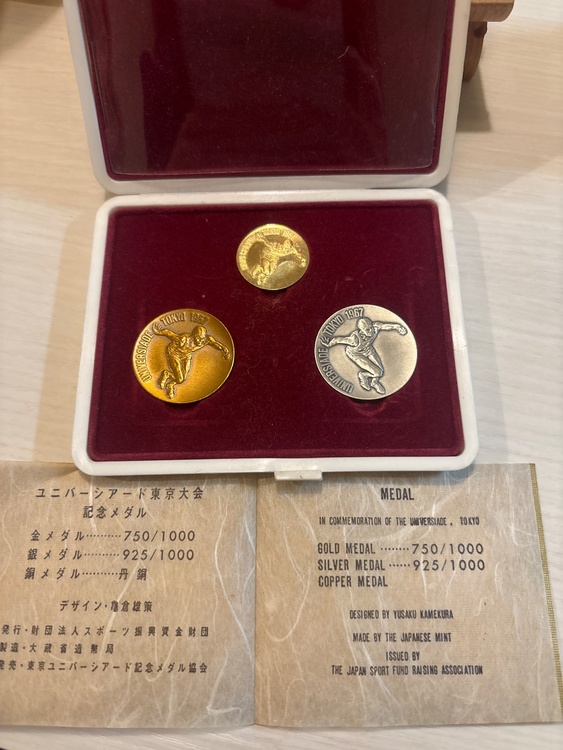 UNIVERSIADE TOKYO 1967
UNIVERSIADE TOKYO 1967
ユニバーシアード東京大会
記念メダル
金メダル………750/1000
銀メダル………925/1000
銅メダル………丹銅
デザイン・亀倉雄策
発行・財団法人スポーツ振興資金財団
製造・大蔵省造幣局
発売・東京ユニバーシアード記念メダル協会
MEDAL
IN COMMEMORATION OF THE UNIVERSIADE, TOKYO
GOLD MEDAL ………750/1000
SILVER MEDAL ……925/1000
COPPER MEDAL
DESIGNED BY YUSAKU KAMEKURA
MADE BY THE JAPANESE MINT
ISSUED BY
THE JAPAN SPORT FUND RAISING ASSOCIATION